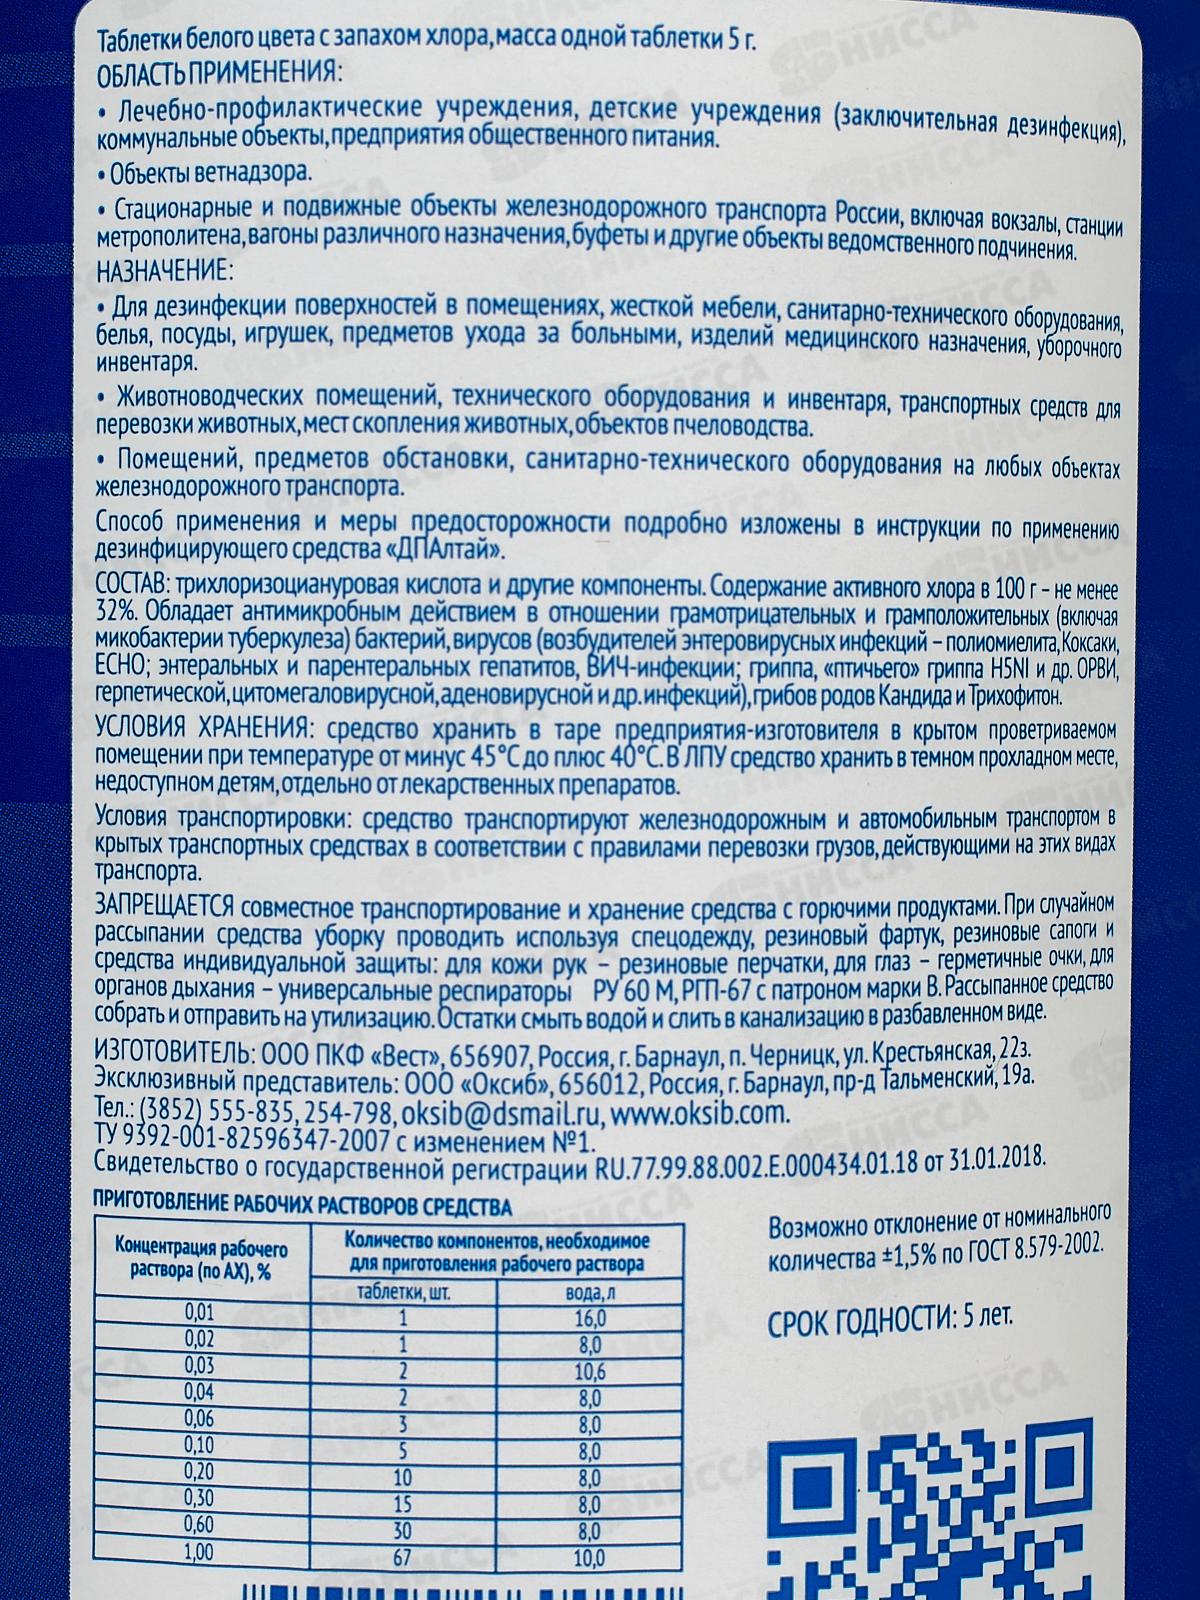 Таблетки белого цвета с запахом хлора, масса одной таблетки 5 г.
ОБЛАСТЬ ПРИМЕНЕНИЯ:
• Лечебно-профилактические учреждения, детские учреждения (заключительная дезинфекция),
коммунальные объекты, предприятия общественного питания.
• Объекты ветнадзора.
• Стационарные и подвижные объекты железнодорожного транспорта России, включая вокзалы, станции
метрополитена, вагоны различного назначения, буфеты и другие объекты ведомственного подчинения.
НАЗНАЧЕНИЕ:
• Для дезинфекции поверхностей в помещениях, жесткой мебели, санитарно-технического оборудования,
белья, посуды, игрушек, предметов ухода за больными, изделий медицинского назначения, уборочного
инвентаря.
• Животноводческих помещений, технического оборудования и инвентаря, транспортных средств для
перевозки животных, мест скопления животных, объектов пчеловодства.
• Помещений, предметов обстановки, санитарно-технического оборудования на любых объектах
железнодорожного транспорта.
Способ применения и меры предосторожности подробно изложены в инструкции по применению
дезинфицирующего средства «ДПАлтай».
СОСТАВ: трихлоризоциануровая кислота и другие компоненты. Содержание активного хлора в 100 г – не менее
32%. Обладает антимикробным действием в отношении грамотрицательных и грамположительных (включая
микобактерии туберкулеза) бактерий, вирусов (возбудителей энтеровирусных инфекций – полиомиелита, Коксаки,
ECHO; энтеральных и парентеральных гепатитов, ВИЧ-инфекции; гриппа, «птичьего» гриппа H5NI и др. ОРВИ,
герпетической, цитомегаловирусной, аденовирусной и др. инфекций), грибов родов Кандида и Трихофитон.
УСЛОВИЯ ХРАНЕНИЯ: средство хранить в таре предприятия-изготовителя в крытом проветриваемом
помещении при температуре от минус 45°С до плюс 40°С. В ЛПУ средство хранить в темном прохладном месте,
недоступном детям, отдельно от лекарственных препаратов.
Условия транспортировки: средство транспортируют железнодорожным и автомобильным транспортом в
крытых транспортных средствах в соответствии с правилами перевозки грузов, действующими на этих видах
транспорта.
ЗАПРЕЩАЕТСЯ совместное транспортирование и хранение средства с горючими продуктами. При случайном
рассыпании средства уборку проводить используя спецодежду, резиновый фартук, резиновые сапоги и
средства индивидуальной защиты: для кожи рук – резиновые перчатки, для глаз – герметичные очки, для
органов дыхания – универсальные респираторы РУ 60 М, РГП-67 с патроном марки В. Рассыпанное средство
собрать и отправить на утилизацию. Остатки смыть водой и слить в канализацию в разбавленном виде.
ИЗГОТОВИТЕЛЬ: ООО ПКФ «Вест», 656907, Россия, г. Барнаул, п. Черницк, ул. Крестьянская, 22з.
Эксклюзивный представитель: ООО «Оксиб», 656012, Россия, г. Барнаул, пр-д Тальменский, 19а.
Тел.: (3852) 555-835, 254-798, oksib@dsmail.ru, www.oksib.com.
ТУ 9392-001-82596347-2007 с изменением №1.
Свидетельство о государственной регистрации RU.77.99.88.002.Е.000434.01.18 от 31.01.2018.
ПРИГОТОВЛЕНИЕ РАБОЧИХ РАСТВОРОВ СРЕДСТВА
Концентрация рабочего
раствора (по АХ), %
Количество компонентов, необходимое
для приготовления рабочего раствора
таблетки, шт. вода, л
0,01 1 16,0
0,02 1 8,0
0,03 2 10,6
0,04 2 8,0
0,06 3 8,0
0,10 5 8,0
0,20 10 8,0
0,30 15 8,0
0,60 30 8,0
1,00 67 10,0
Возможно отклонение от номинального
количества ±1,5% по ГОСТ 8.579-2002.
СРОК ГОДНОСТИ: 5 лет.